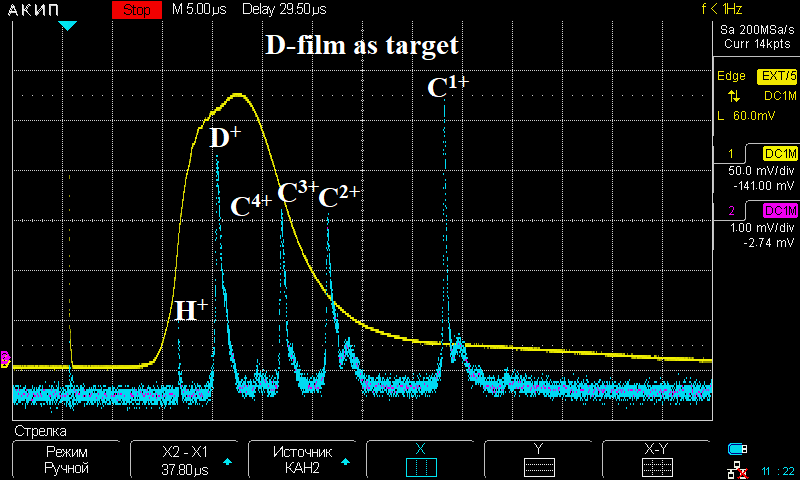 АКИП Stop M 5.00µs Delay 29.50µs f < 1Hz
Sa 200MSa/s
Curr 14kpts
D-film as target
Edge EXT/5
DC1M
L 60.0mV
C1+
D+
C4+ C3+ C2+
H+
1 DC1M
50.0 mV/div
-141.00 mV
2 DC1M
1.00 mV/div
-2.74 mV
Стрелка
Режим
Ручной
X2 - X1
37.80µs
Источник
КАН2
X
Y
X-Y
11 : 22